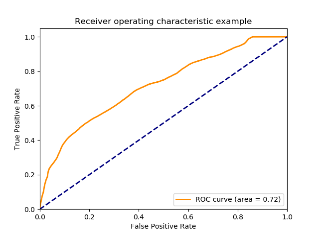 Receiver operating characteristic example
1.0
0.8
0.6
0.4
0.2
0.0
True Positive Rate
ROC curve (area = 0.72)
0.0 0.2 0.4 0.6 0.8 1.0
False Positive Rate